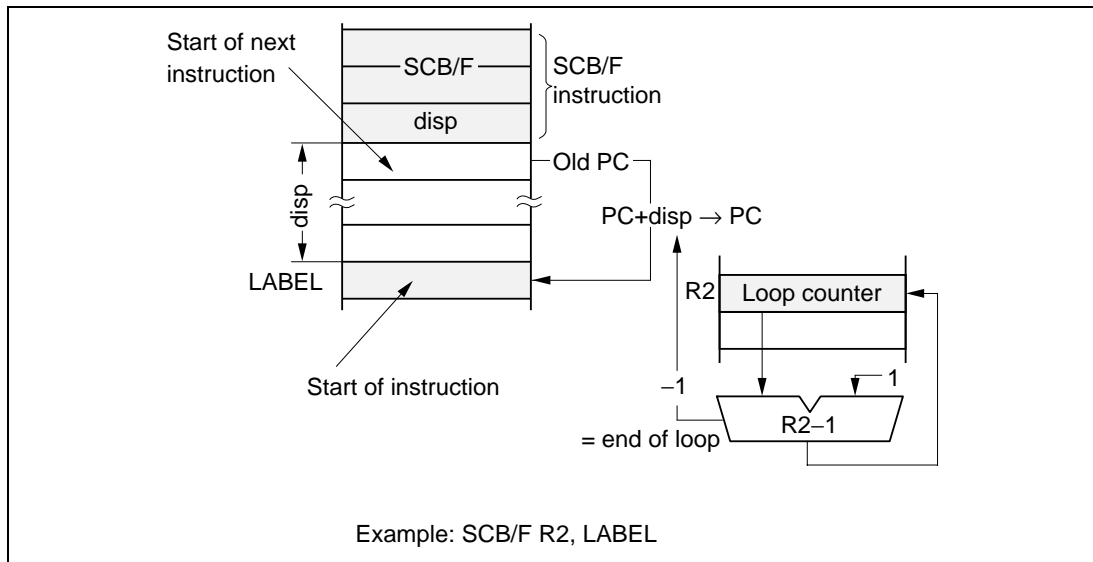 Start of next
instruction
SCB/F
SCB/F
instruction
disp
Old PC
disp
PC+disp → PC
LABEL
R2
Loop counter
Start of instruction
–1
1
R2–1
= end of loop
Example: SCB/F R2, LABEL